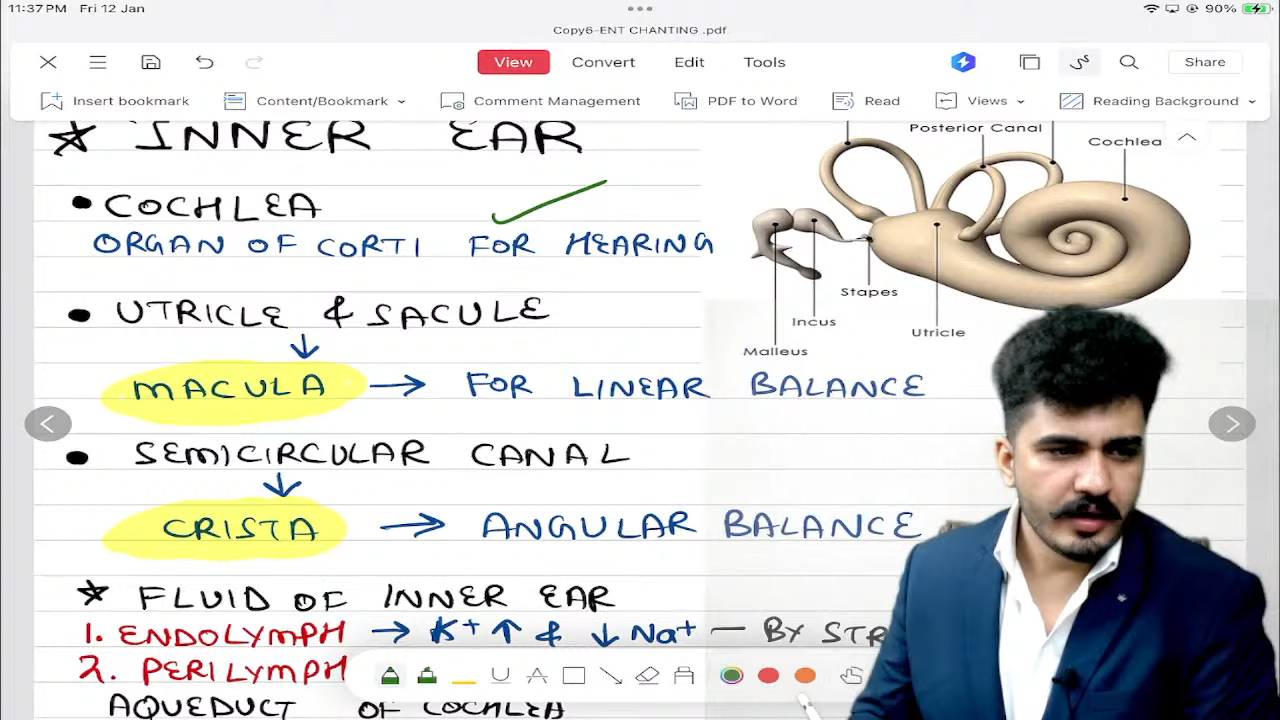 11:37PM Fri 12 Jan
90%
Copy6-ENT CHANTING .pdf
View Convert Edit Tools Share
Insert bookmark Content/Bookmark Comment Management PDF to Word Read Views Reading Background
★ INNER EAR
Posterior Canal
Cochlea
• COCHLEA
ORGAN OF CORTI FOR HEARING
Stapes
Incus
Utricle
Malleus
• UTRICLE & SACULE
↓
MACULA → FOR LINEAR BALANCE
• SEMICIRCULAR CANAL
↓
CRISTA → ANGULAR BALANCE
★ FLUID OF INNER EAR
1. ENDOLYMPH → K+ ↑ & ↓ Na+ — BY STR
2. PERILYMPH
AQUEDUCT OF COCHLEA